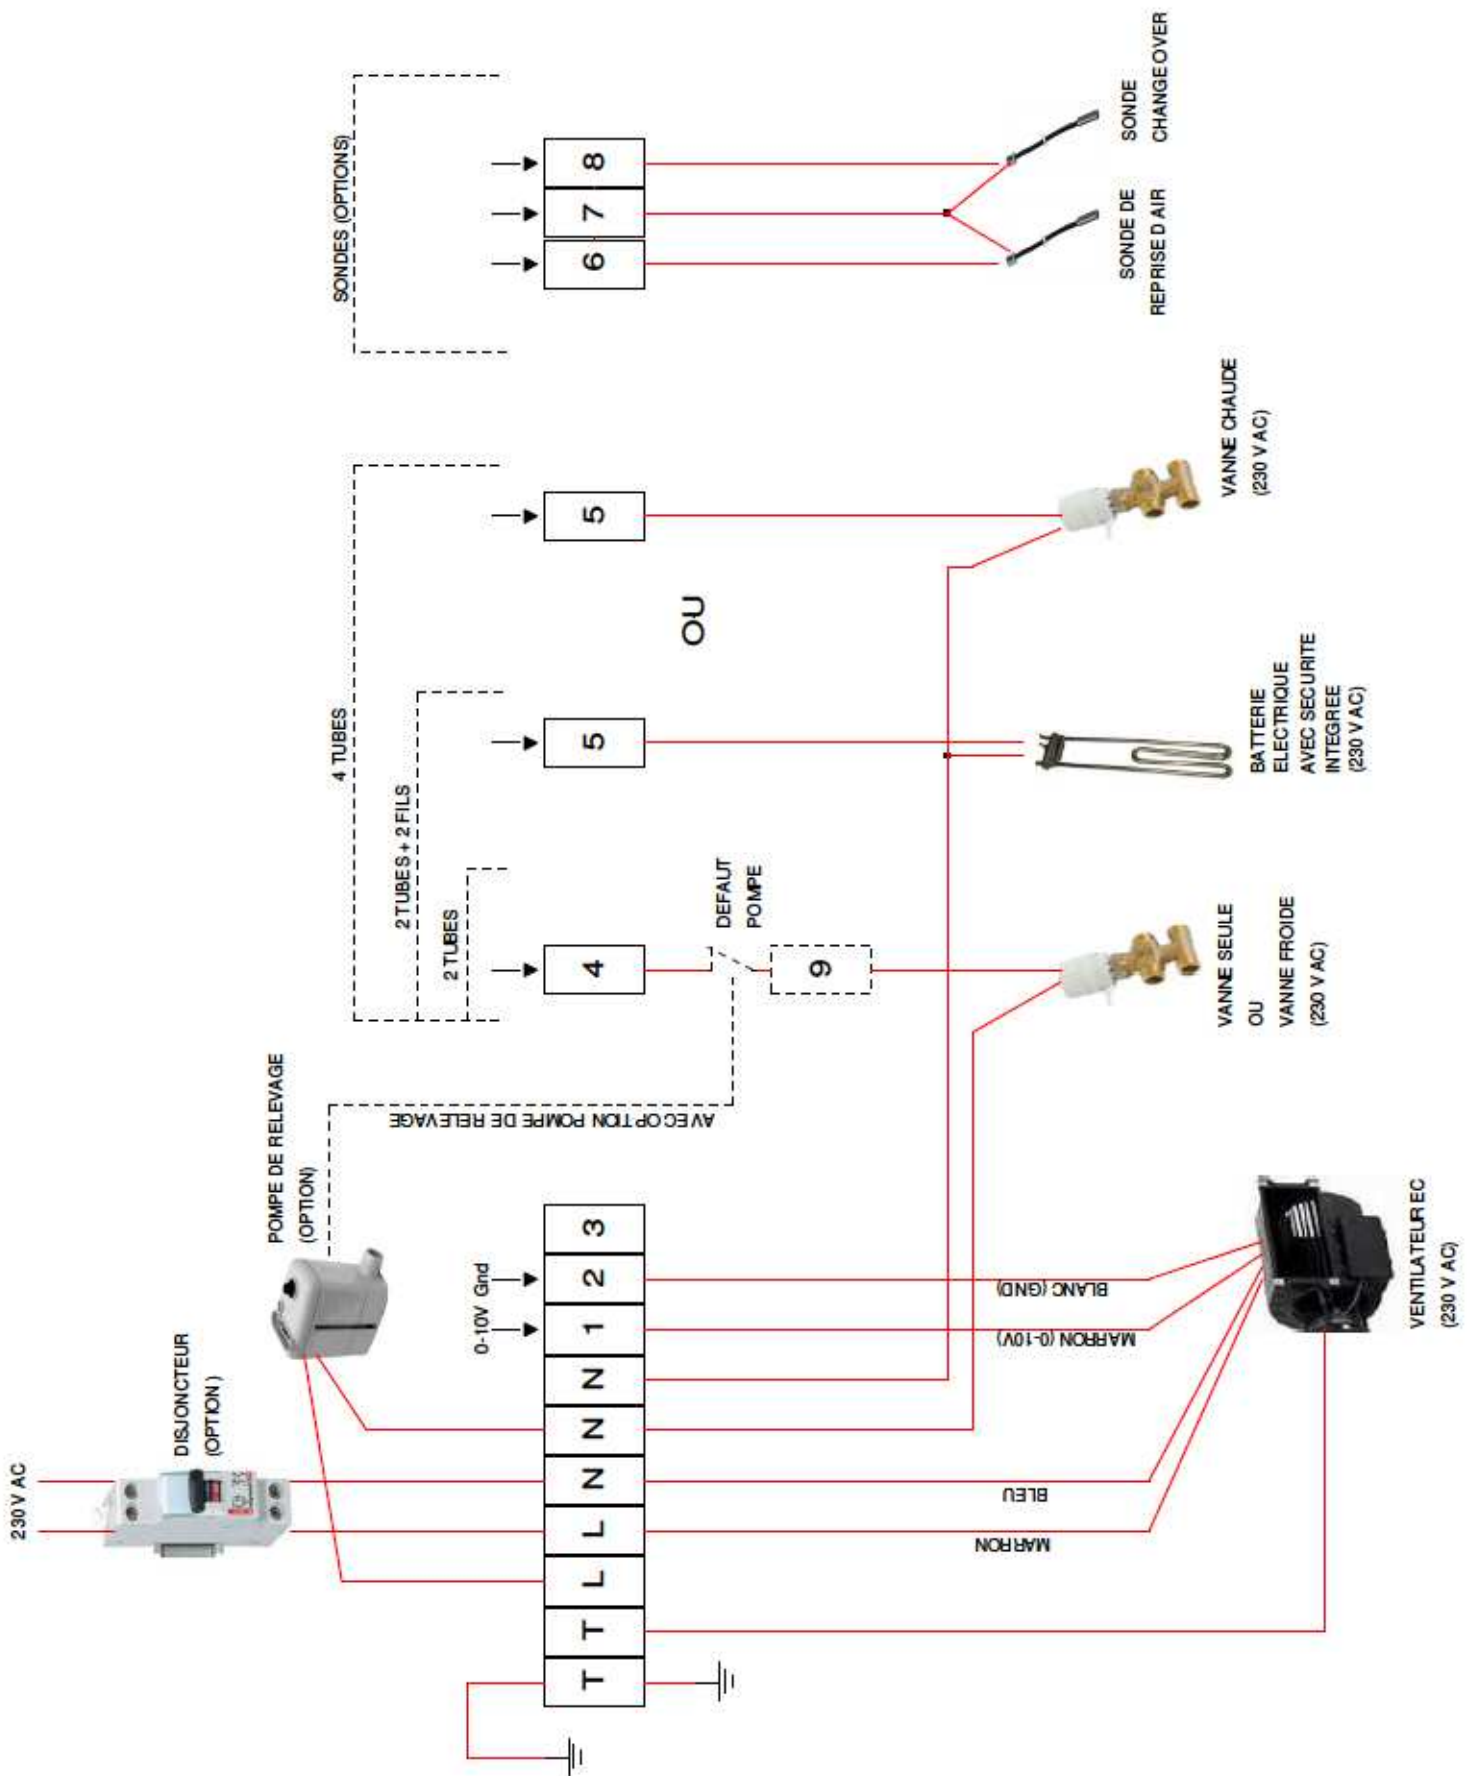 230 V AC
DISJONCTEUR
(OPTION )
POMPE DE RELEVAGE
(OPTION)
4 TUBES
2 TUBES + 2 FILS
2 TUBES
SONDES (OPTIONS)
0-10V Gnd
T T L L N N N 1 2 3
4
5
5
6 7 8
AVEC OPTION POMPE DE RELEVAGE
DEFAUT
POMPE
9
OU
MARRON
BLEU
MARRON (0-10V)
BLANC (GND)
VENTILATEUR EC
(230 V AC)
VANNE SEULE
OU
VANNE FROIDE
(230 V AC)
BATTERIE
ELECTRIQUE
AVEC SECURITE
INTEGREE
(230 V AC)
VANNE CHAUDE
(230 V AC)
SONDE DE
REPRISE D AIR
SONDE
CHANGEOVER